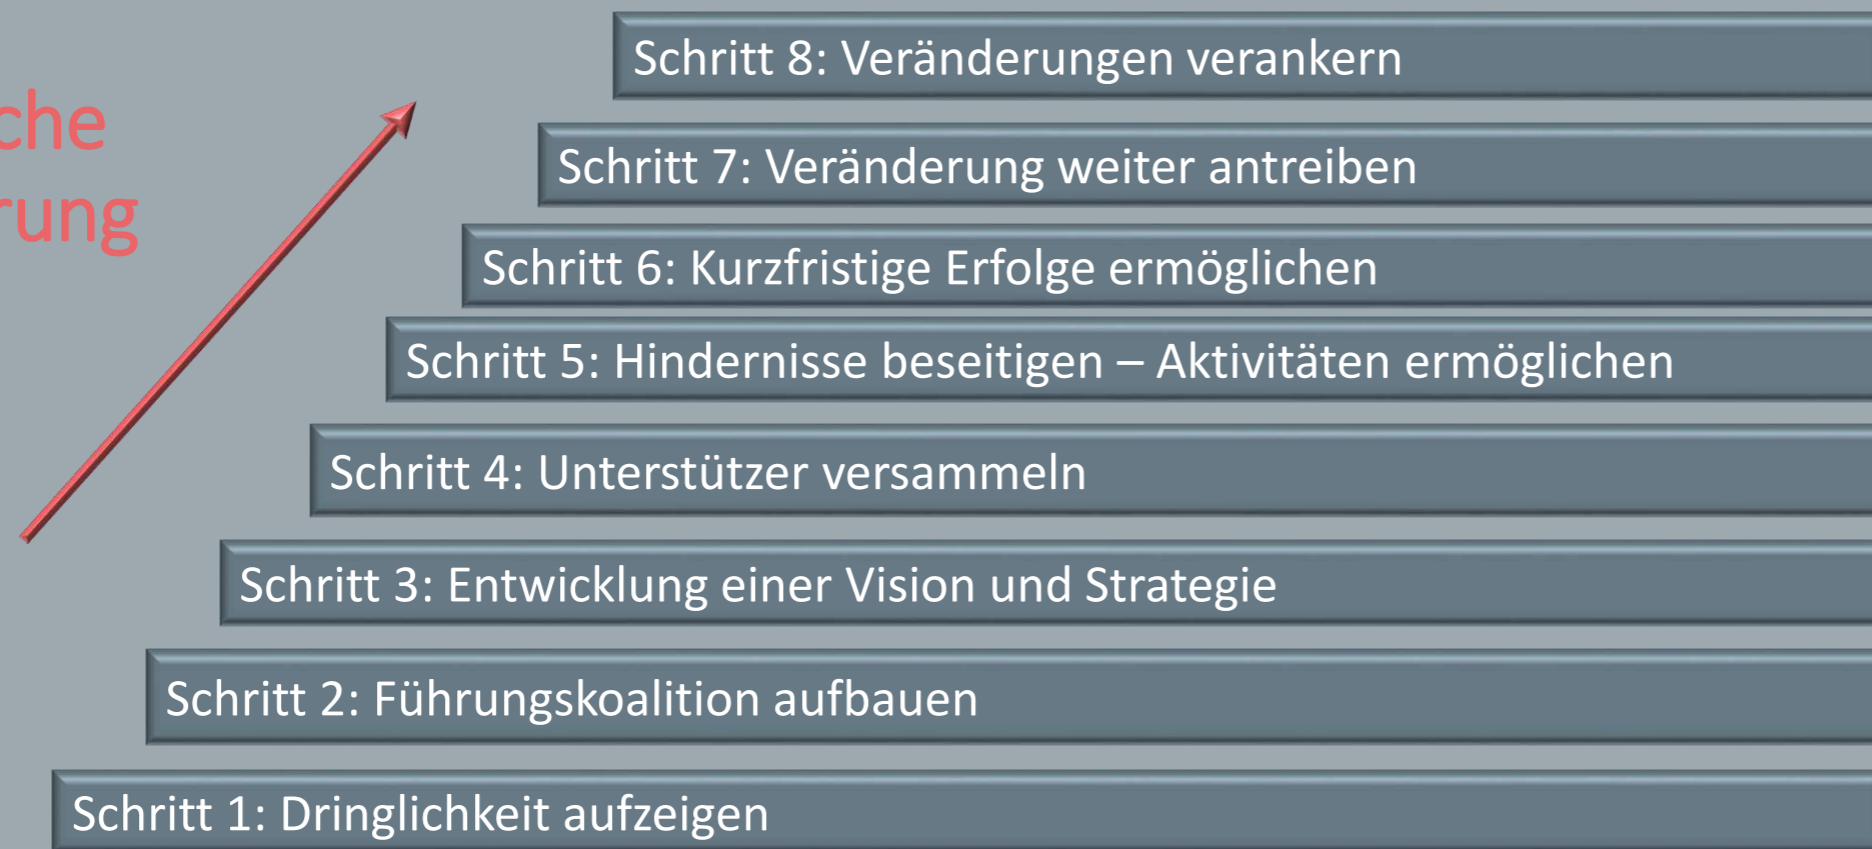 Schritt 8: Veränderungen verankern
che
rung
Schritt 7: Veränderung weiter antreiben
Schritt 6: Kurzfristige Erfolge ermöglichen
Schritt 5: Hindernisse beseitigen – Aktivitäten ermöglichen
Schritt 4: Unterstützer versammeln
Schritt 3: Entwicklung einer Vision und Strategie
Schritt 2: Führungskoalition aufbauen
Schritt 1: Dringlichkeit aufzeigen